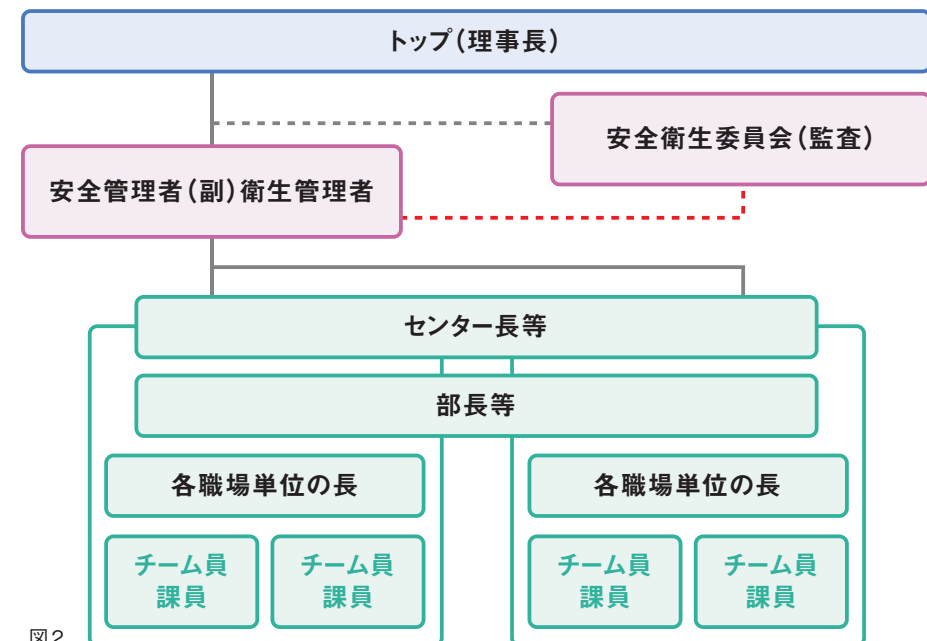 トップ（理事長）
安全衛生委員会（監査）
安全管理者（副）衛生管理者
センター長等
部長等
各職場単位の長
各職場単位の長
チーム員
課員
チーム員
課員
チーム員
課員
チーム員
課員
図2